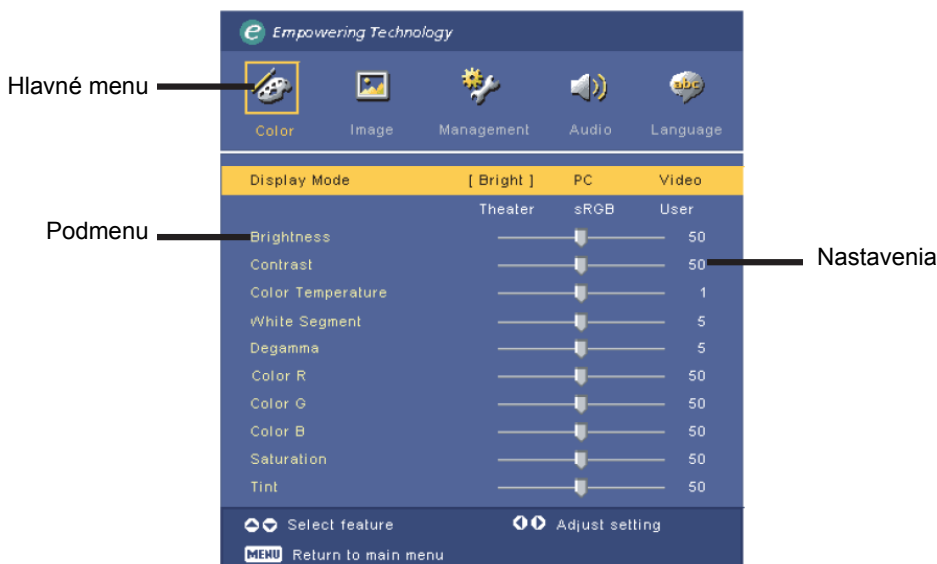 Empowering Technology
Hlavné menu
Color Image Management Audio Language
Display Mode [ Bright ] PC Video
Theater sRGB User
Podmenu
Brightness 50
Nastavenia
Contrast 50
Color Temperature 1
White Segment 5
Degamma 5
Color R 50
Color G 50
Color B 50
Saturation 50
Tint 50
Select feature Adjust setting
MENU Return to main menu